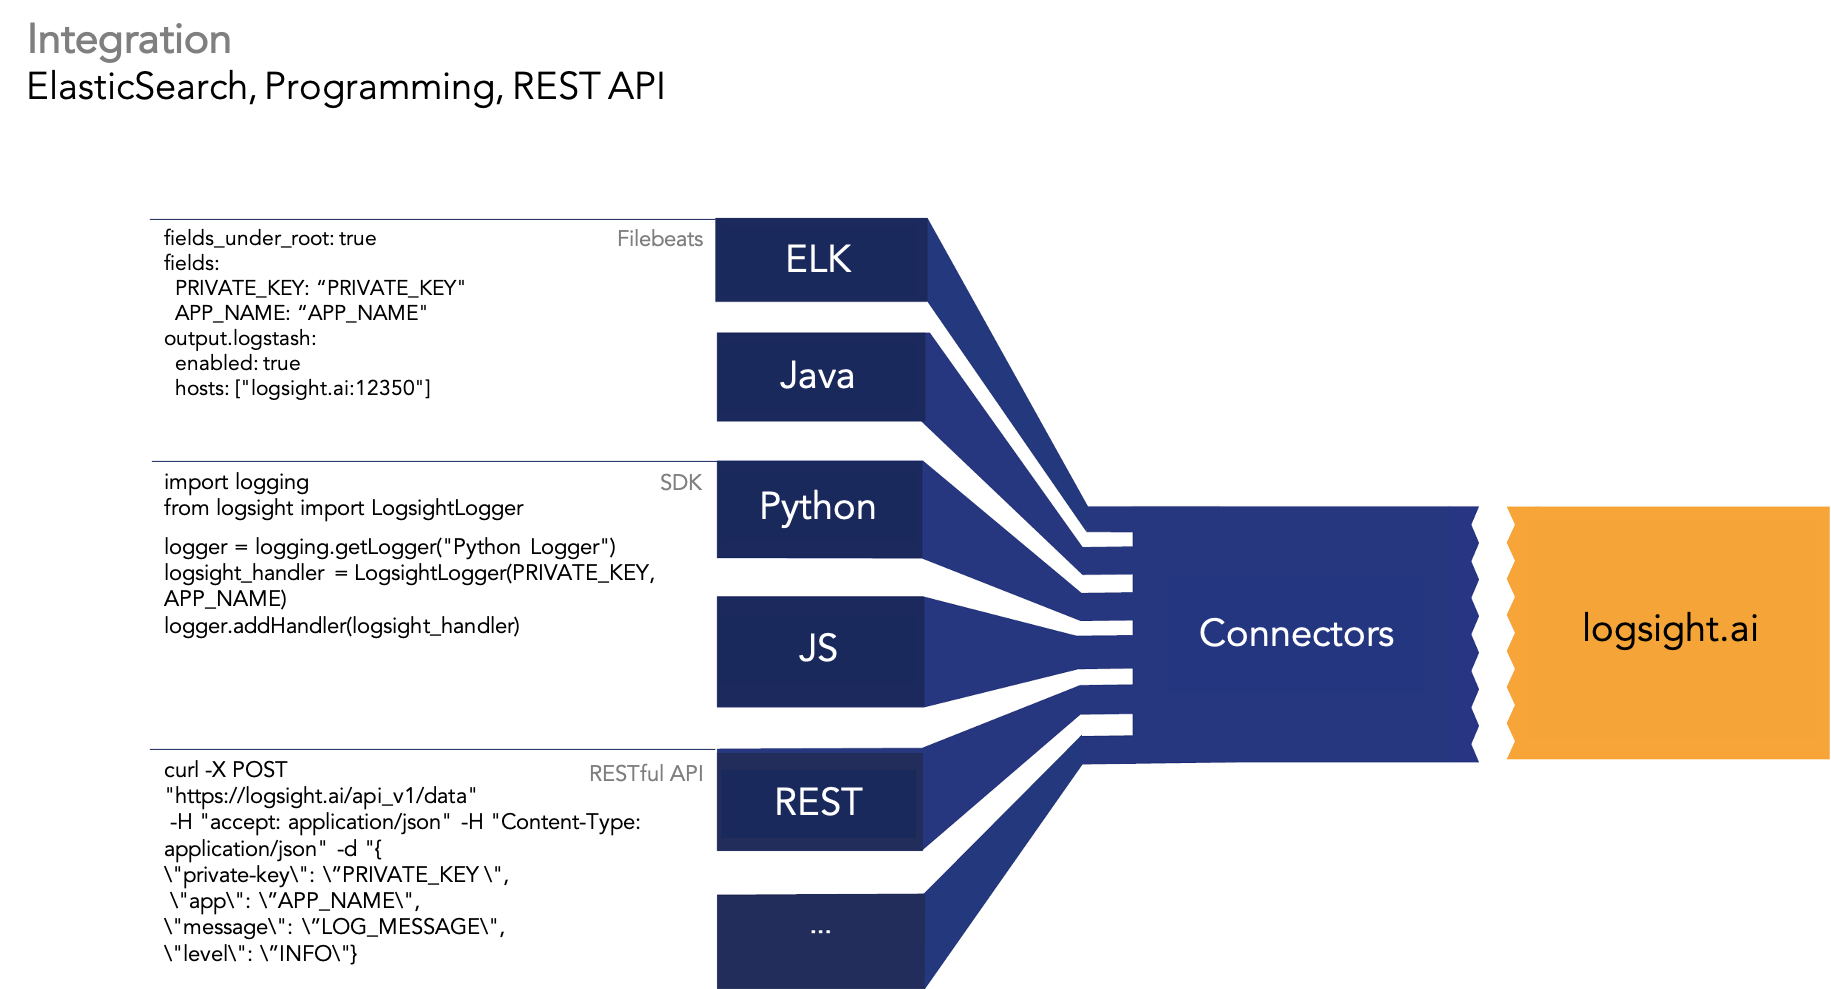 Integration
ElasticSearch, Programming, REST API
fields_under_root: true
fields:
  PRIVATE_KEY: “PRIVATE_KEY"
  APP_NAME: “APP_NAME"
output.logstash:
  enabled: true
  hosts: ["logsight.ai:12350"]
Filebeats
ELK
Java
import logging
from logsight import LogsightLogger
logger = logging.getLogger("Python Logger")
logsight_handler = LogsightLogger(PRIVATE_KEY,
APP_NAME)
logger.addHandler(logsight_handler)
SDK
Python
JS
curl -X POST
"https://logsight.ai/api_v1/data"
 -H "accept: application/json" -H "Content-Type:
application/json" -d "{
\"private-key\": \”PRIVATE_KEY \",
 \"app\": \”APP_NAME\",
\"message\": \”LOG_MESSAGE\",
\"level\": \”INFO\"}
RESTful API
REST
...
Connectors
logsight.ai